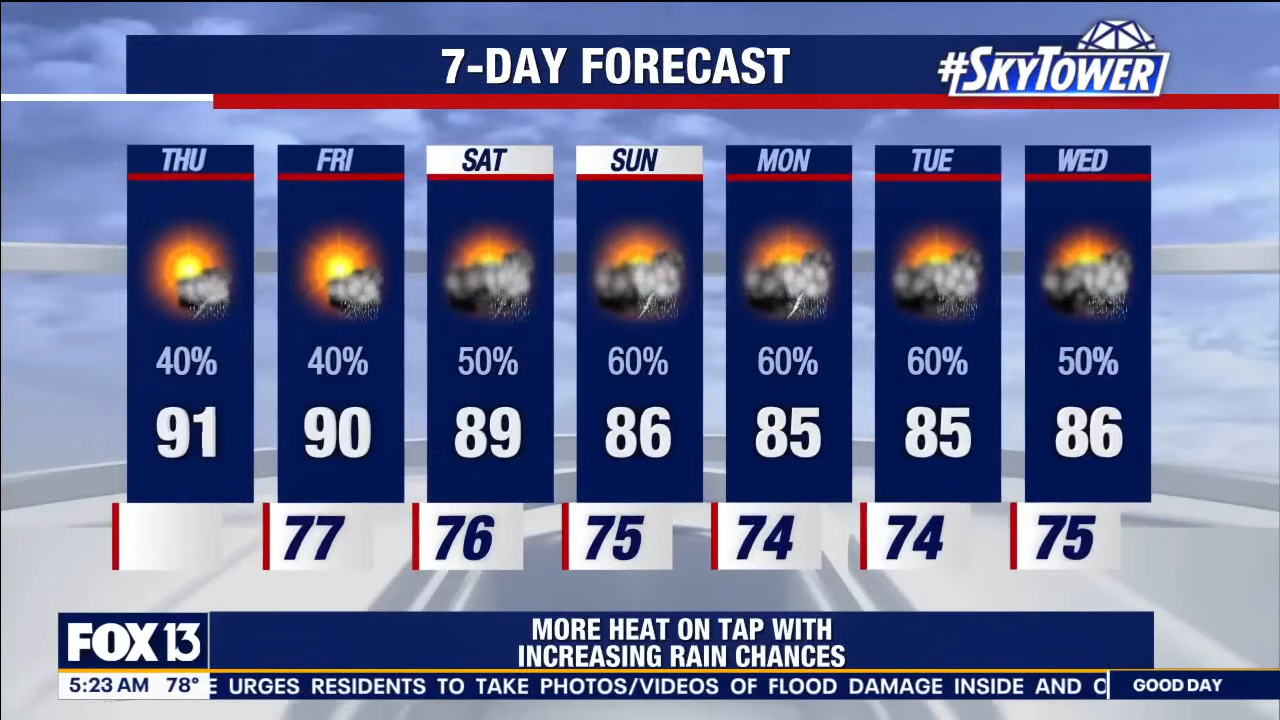 7-DAY FORECAST
#SKYTOWER
THU FRI SAT SUN MON TUE WED
40% 40% 50% 60% 60% 60% 50%
91 90 89 86 85 85 86
77 76 75 74 74 75
FOX 13
MORE HEAT ON TAP WITH
INCREASING RAIN CHANCES
5:23 AM 78° URGES RESIDENTS TO TAKE PHOTOS/VIDEOS OF FLOOD DAMAGE INSIDE AND GOOD DAY